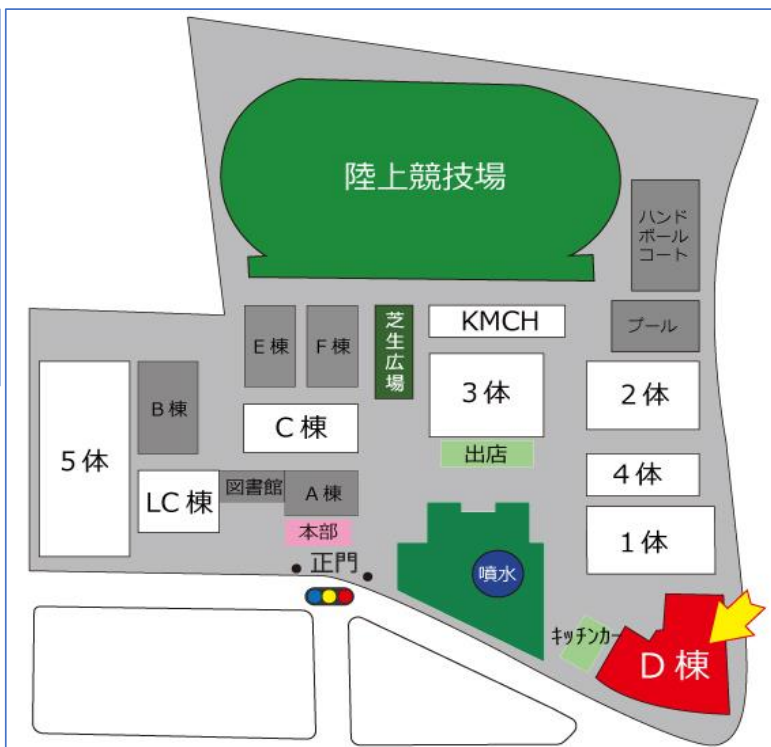 陸上競技場
ハンド
ボール
コート
プール
KMCH
芝生広場
E棟
F棟
3体
2体
B棟
C棟
5体
出店
4体
図書館
A棟
LC棟
本部
1体
正門
噴水
キッチンカー
D棟